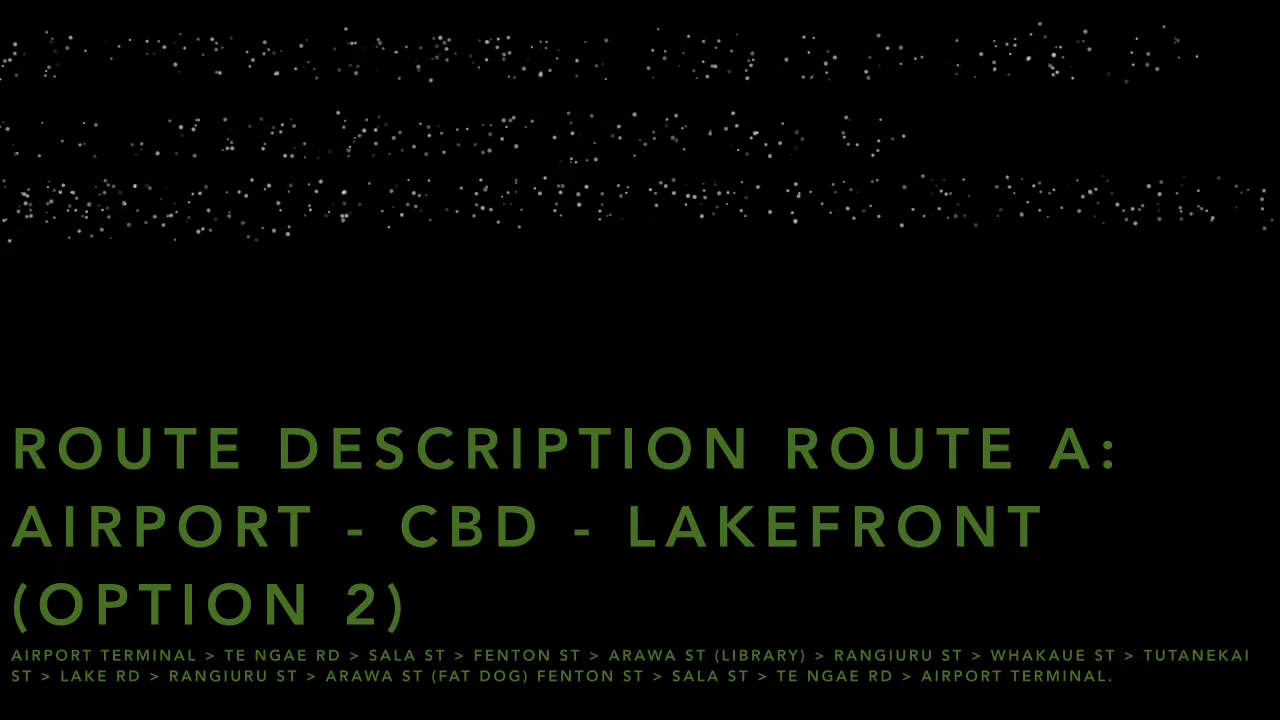 ROUTE DESCRIPTION ROUTE A:
AIRPORT - CBD - LAKEFRONT
(OPTION 2)
AIRPORT TERMINAL > TE NGAE RD > SALA ST > FENTON ST > ARAWA ST (LIBRARY) > RANGIURU ST > WHAKAUE ST > TUTANEKAI
ST > LAKE RD > RANGIURU ST > ARAWA ST (FAT DOG) FENTON ST > SALA ST > TE NGAE RD > AIRPORT TERMINAL.